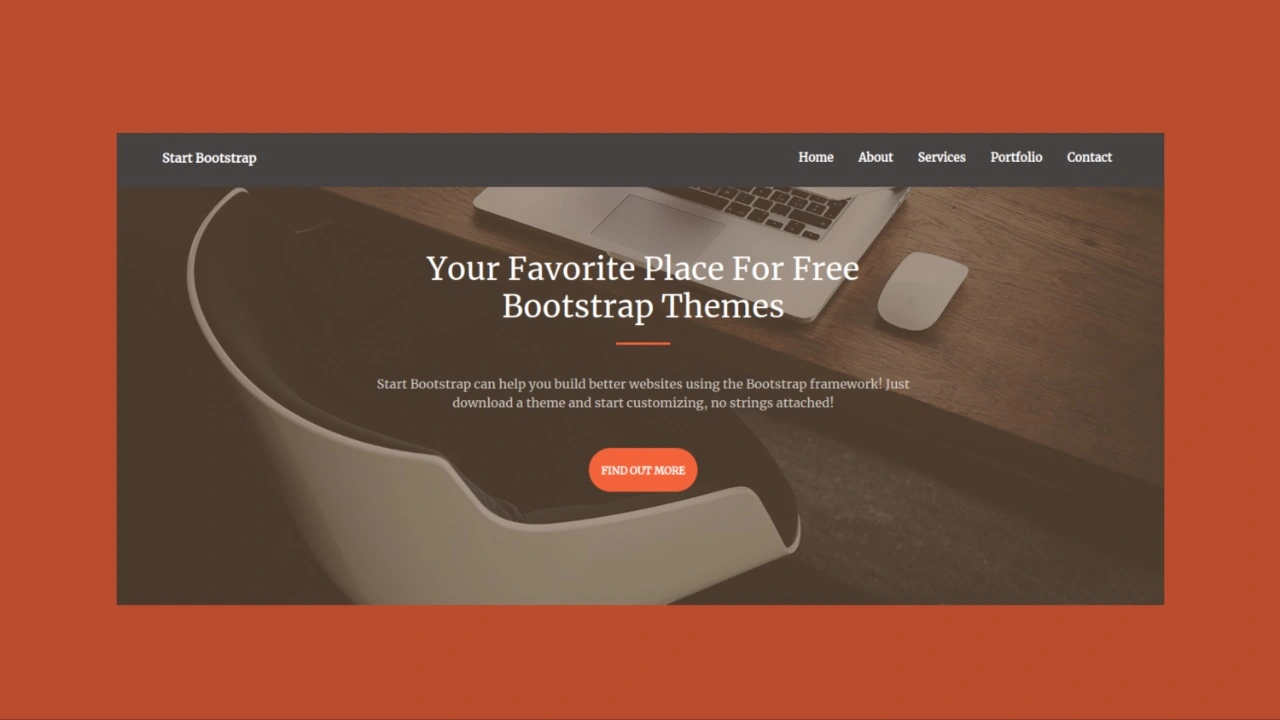 Start Bootstrap
Home About Services Portfolio Contact
Your Favorite Place For Free
Bootstrap Themes
Start Bootstrap can help you build better websites using the Bootstrap framework! Just
download a theme and start customizing, no strings attached!
FIND OUT MORE